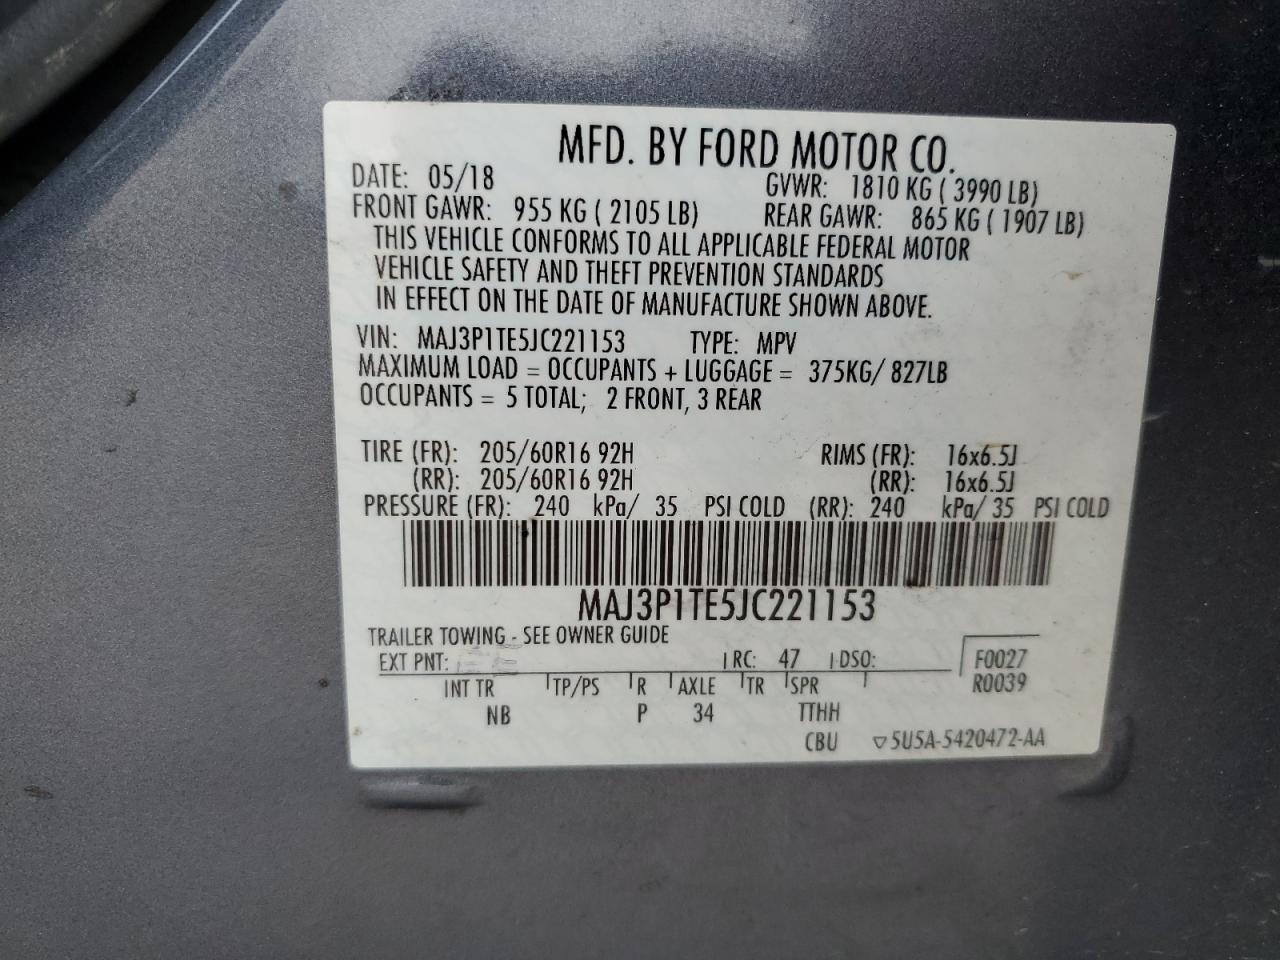 MFD. BY FORD MOTOR CO.
DATE: 05/18 GVWR: 1810 KG ( 3990 LB)
FRONT GAWR: 955 KG ( 2105 LB) REAR GAWR: 865 KG ( 1907 LB)
THIS VEHICLE CONFORMS TO ALL APPLICABLE FEDERAL MOTOR
VEHICLE SAFETY AND THEFT PREVENTION STANDARDS
IN EFFECT ON THE DATE OF MANUFACTURE SHOWN ABOVE.
VIN: MAJ3P1TE5JC221153 TYPE: MPV
MAXIMUM LOAD = OCCUPANTS + LUGGAGE = 375KG/ 827LB
OCCUPANTS = 5 TOTAL; 2 FRONT, 3 REAR
TIRE (FR): 205/60R16 92H RIMS (FR): 16x6.5J
(RR): 205/60R16 92H (RR): 16x6.5J
PRESSURE (FR): 240 kPa/ 35 PSI COLD (RR): 240 kPa/ 35 PSI COLD
MAJ3P1TE5JC221153
TRAILER TOWING - SEE OWNER GUIDE
EXT PNT: RC: 47 DSO: F0027
INT TR TP/PS R AXLE TR SPR R0039
NB P 34 TTHH
CBU ▽5U5A-5420472-AA